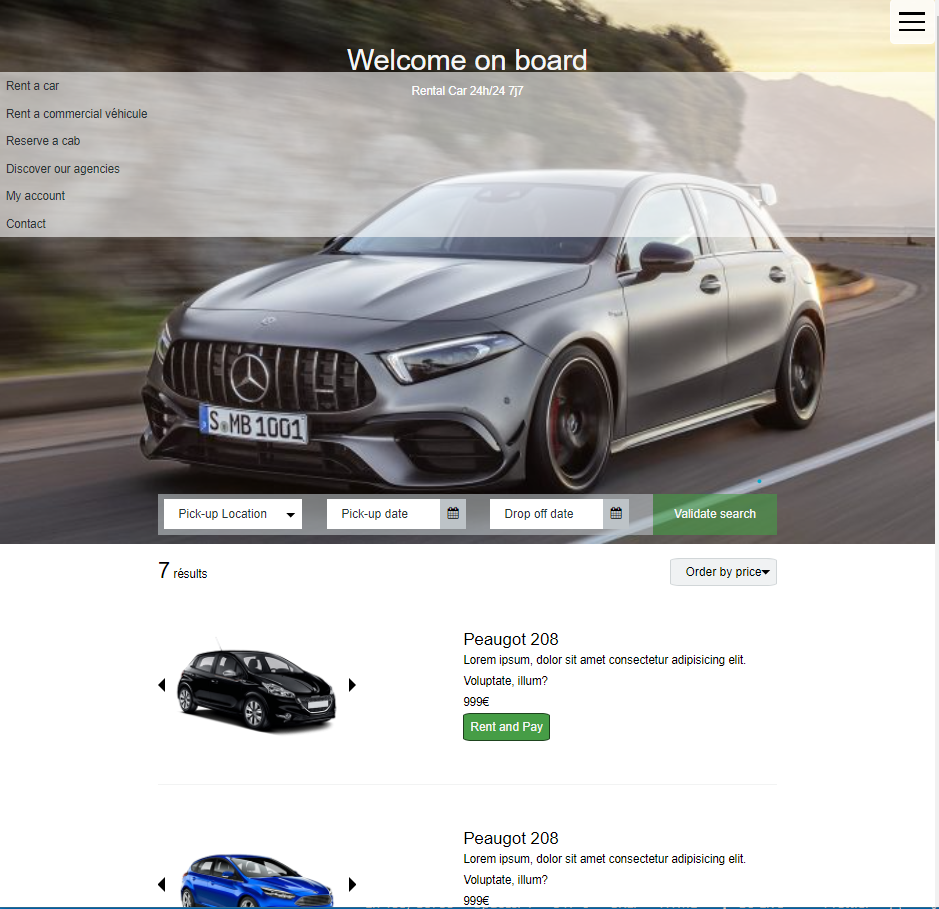 Welcome on board
Rental Car 24h/24 7j7
Rent a car
Rent a commercial véhicule
Reserve a cab
Discover our agencies
My account
Contact
S MB 1001
Pick-up Location
Pick-up date
Drop off date
Validate search
7 résults
Order by price
Peaugot 208
Lorem ipsum, dolor sit amet consectetur adipisicing elit.
Voluptate, illum?
999€
Rent and Pay
Peaugot 208
Lorem ipsum, dolor sit amet consectetur adipisicing elit.
Voluptate, illum?
999€